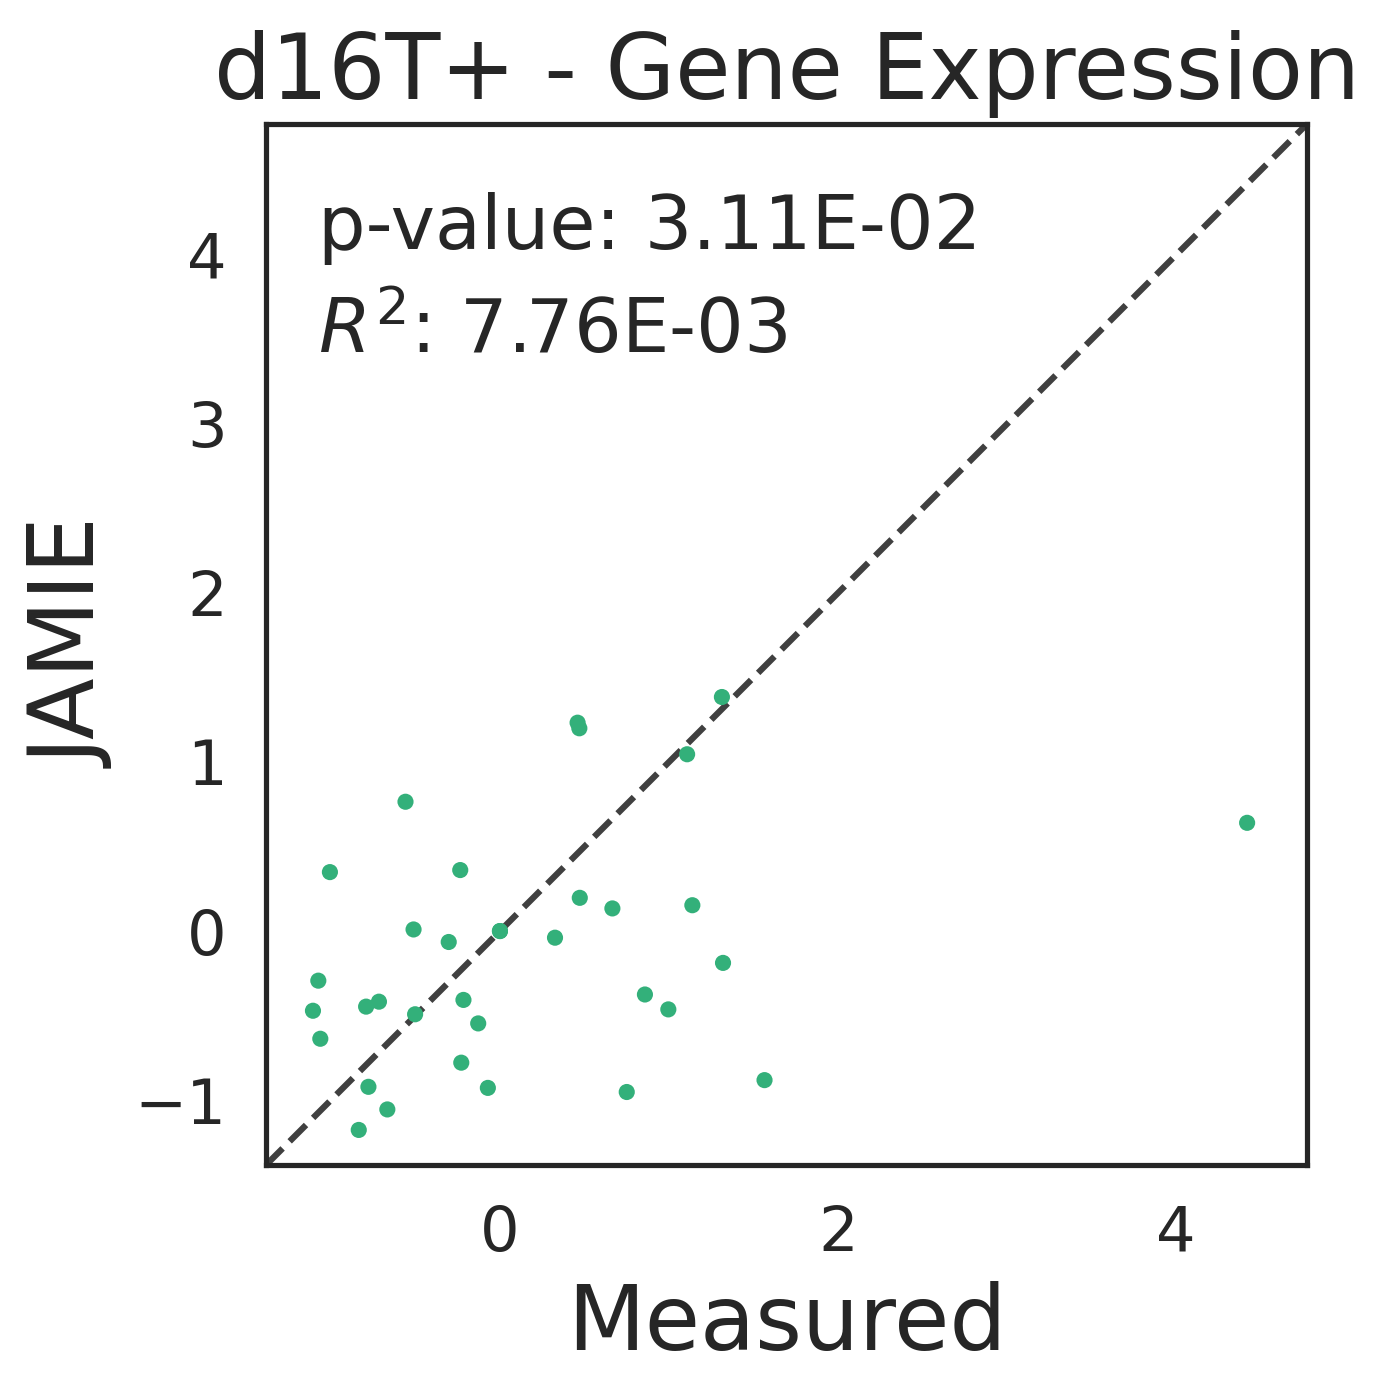 d16T+ - Gene Expression
p-value: 3.11E-02
R²: 7.76E-03
JAMIE
4
3
2
1
0
−1
0 2 4
Measured